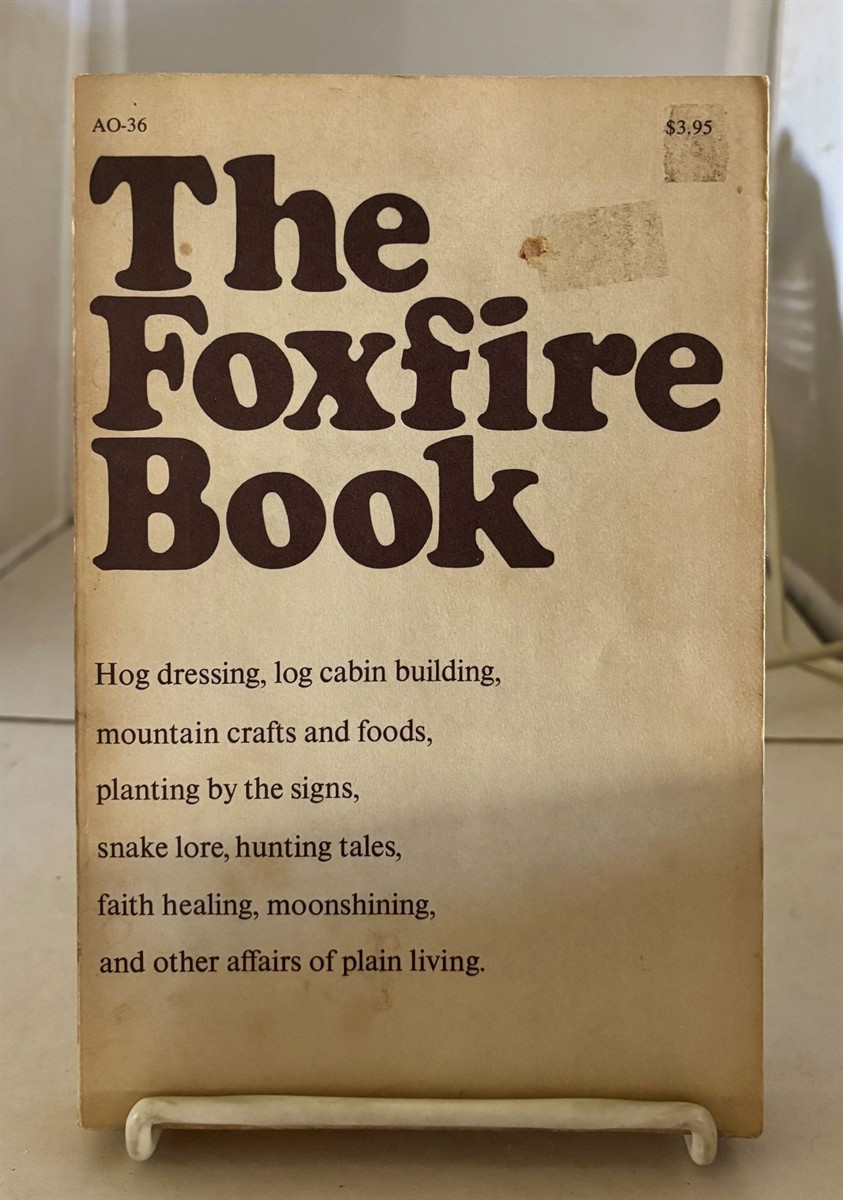 AO-36
$3.95
The
Foxfire
Book
Hog dressing, log cabin building,
mountain crafts and foods,
planting by the signs,
snake lore, hunting tales,
faith healing, moonshining,
and other affairs of plain living.